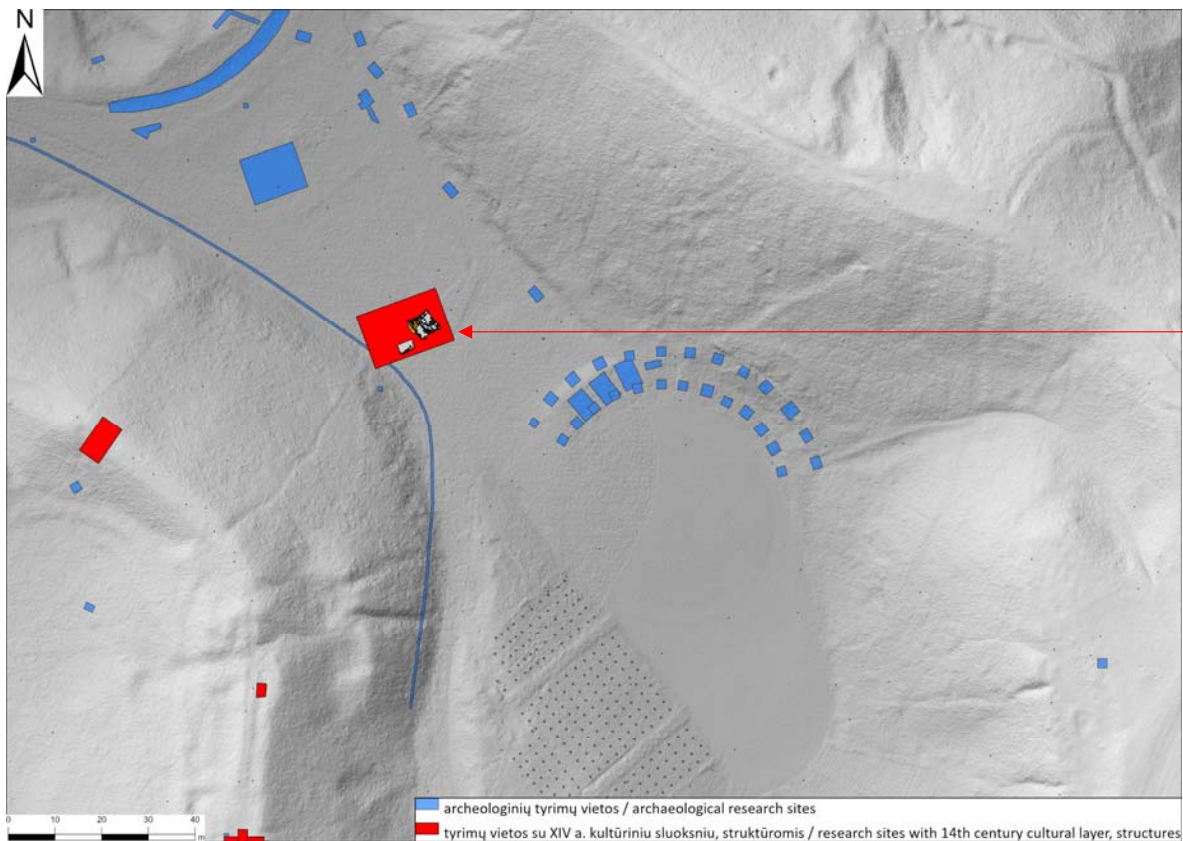 N
archeologinių tyrimų vietos / archaeological research sites
tyrimų vietos su XIV a. kultūriniu sluoksniu, struktūromis / research sites with 14th century cultural layer, structures
0 10 20 30 40
m